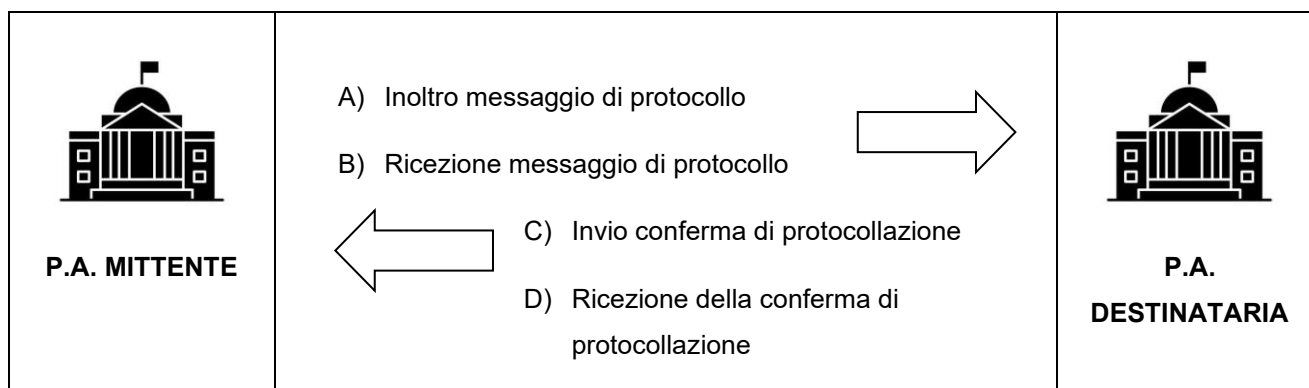 A) Inoltro messaggio di protocollo
B) Ricezione messaggio di protocollo
C) Invio conferma di protocollazione
D) Ricezione della conferma di
protocollazione
P.A. MITTENTE
P.A.
DESTINATARIA